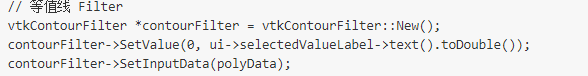 // 等值线 Filter
vtkContourFilter *contourFilter = vtkContourFilter::New();
contourFilter->SetValue(0, ui->selectedValueLabel->text().toDouble());
contourFilter->SetInputData(polyData);